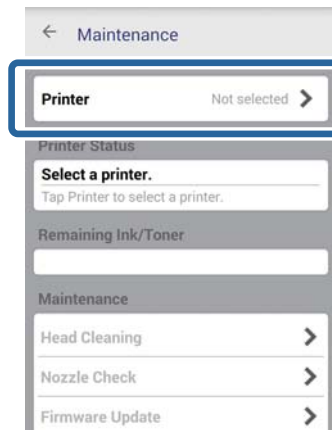 Maintenance
Printer Not selected
Printer Status
Select a printer.
Tap Printer to select a printer.
Remaining Ink/Toner
Maintenance
Head Cleaning
Nozzle Check
Firmware Update